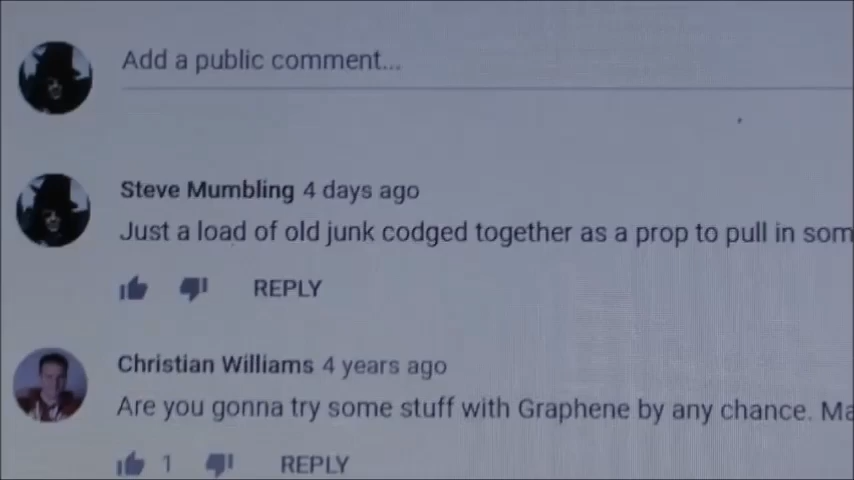 Add a public comment...
Steve Mumbling 4 days ago
Just a load of old junk codged together as a prop to pull in
REPLY
Christian Williams 4 years ago
Are you gonna try some stuff with Graphene by any chance.
1 REPLY